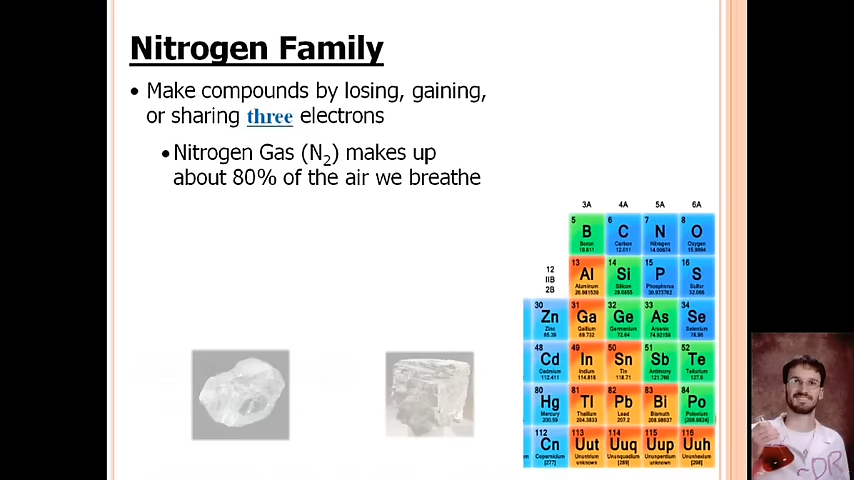 Nitrogen Family
• Make compounds by losing, gaining,
or sharing three electrons
• Nitrogen Gas (N₂) makes up
about 80% of the air we breathe
3A 4A 5A 6A
5 6 7 8
B C N O
Boron Carbon Nitrogen Oxygen
10.811 12.011 14.00674 15.9994
12
IIB
2B
13 14 15 16
Al Si P S
Aluminum Silicon Phosphorus Sulfur
26.981539 28.0855 30.973762 32.066
30 31 32 33 34
Zn Ga Ge As Se
Zinc Gallium Germanium Arsenic Selenium
65.39 69.732 72.64 74.92159 78.96
48 49 50 51 52
Cd In Sn Sb Te
Cadmium Indium Tin Antimony Tellurium
112.411 114.818 118.71 121.760 127.6
80 81 82 83 84
Hg Tl Pb Bi Po
Mercury Thallium Lead Bismuth Polonium
200.59 204.3833 207.2 208.98037
112 113 114 115 116
Cn Uut Uuq Uup Uuh
Copernicium Ununtrium Ununquadium Ununpentium Ununhexium
[277] unknown [289] unknown [298]
DR